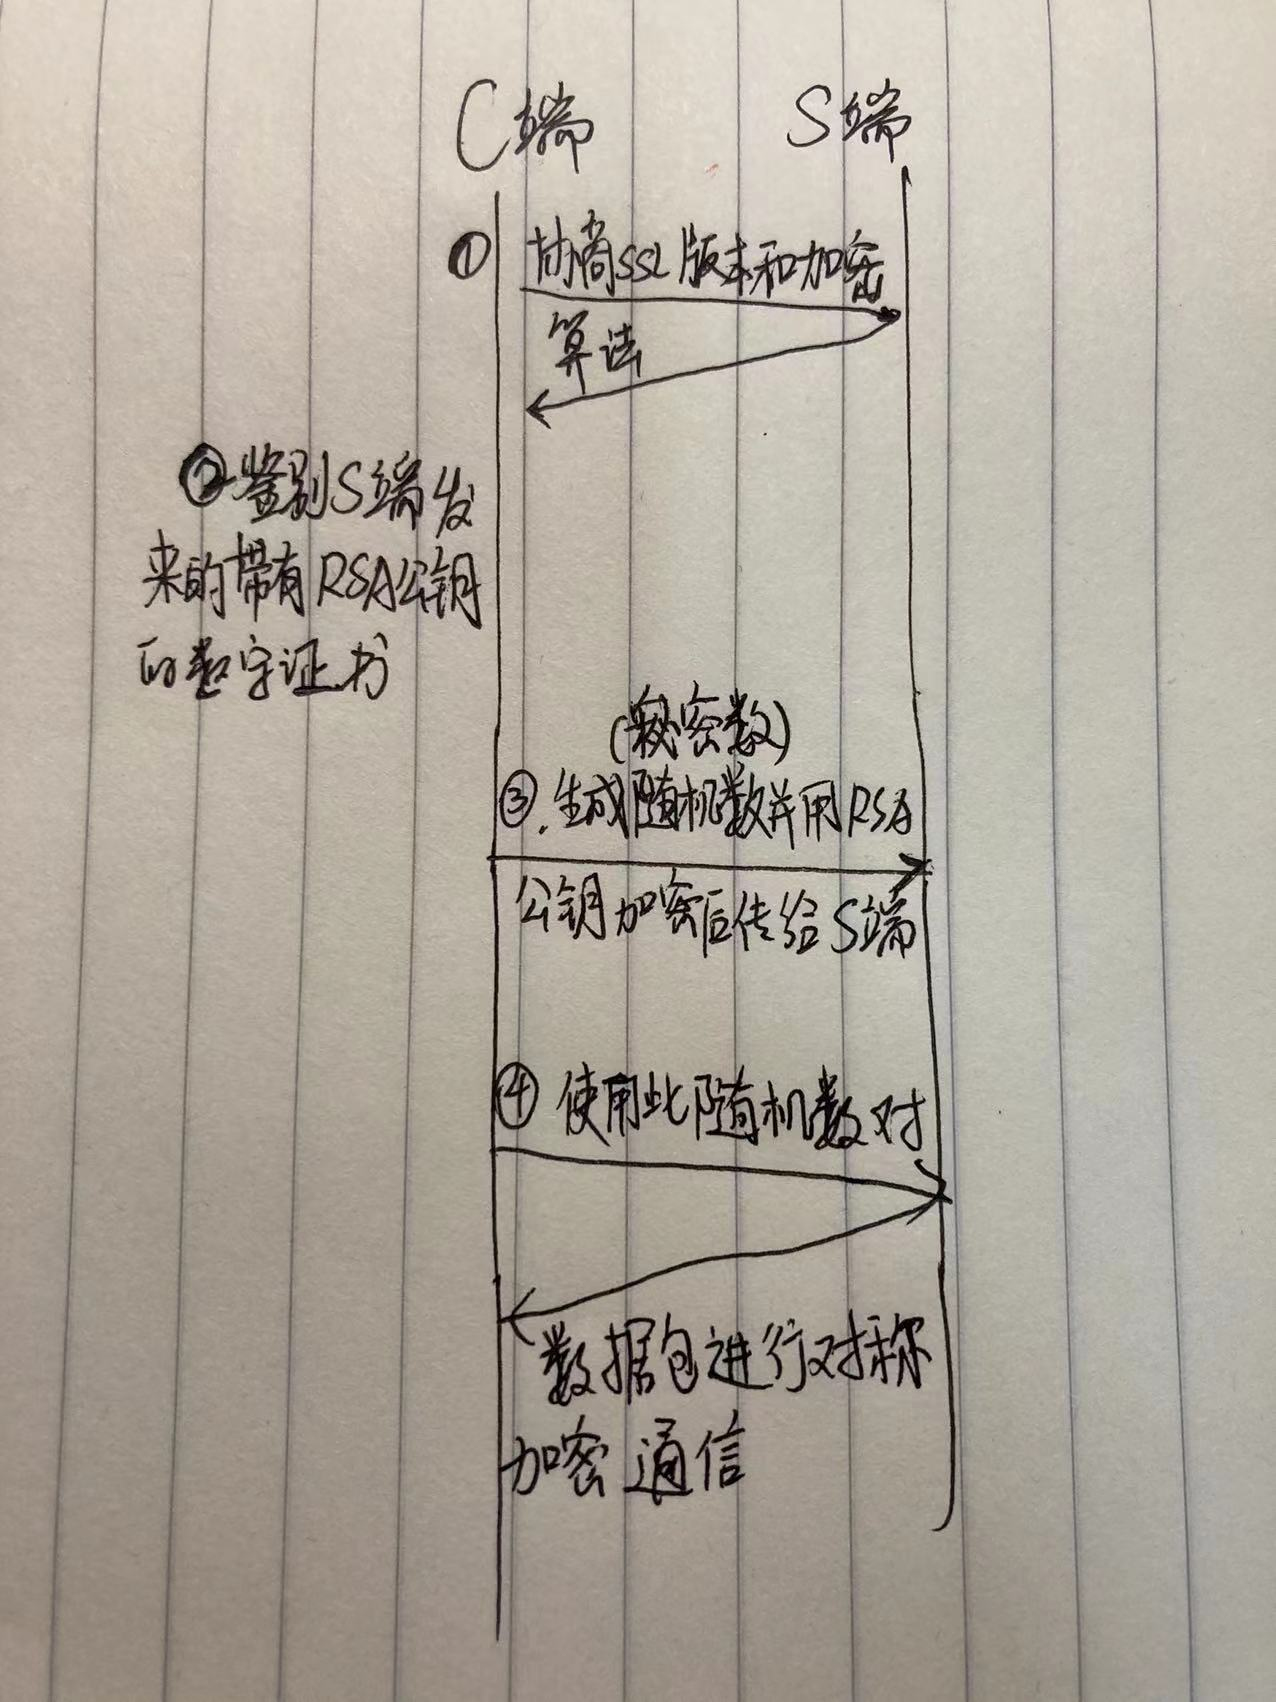 C端 S端
① 协商SSL版本和加密
算法
②鉴别S端发
来的带有RSA公钥
的数字证书
(秘密数)
③.生成随机数并用RSA
公钥加密后传给S端
④ 使用此随机数对
数据包进行对称
加密通信